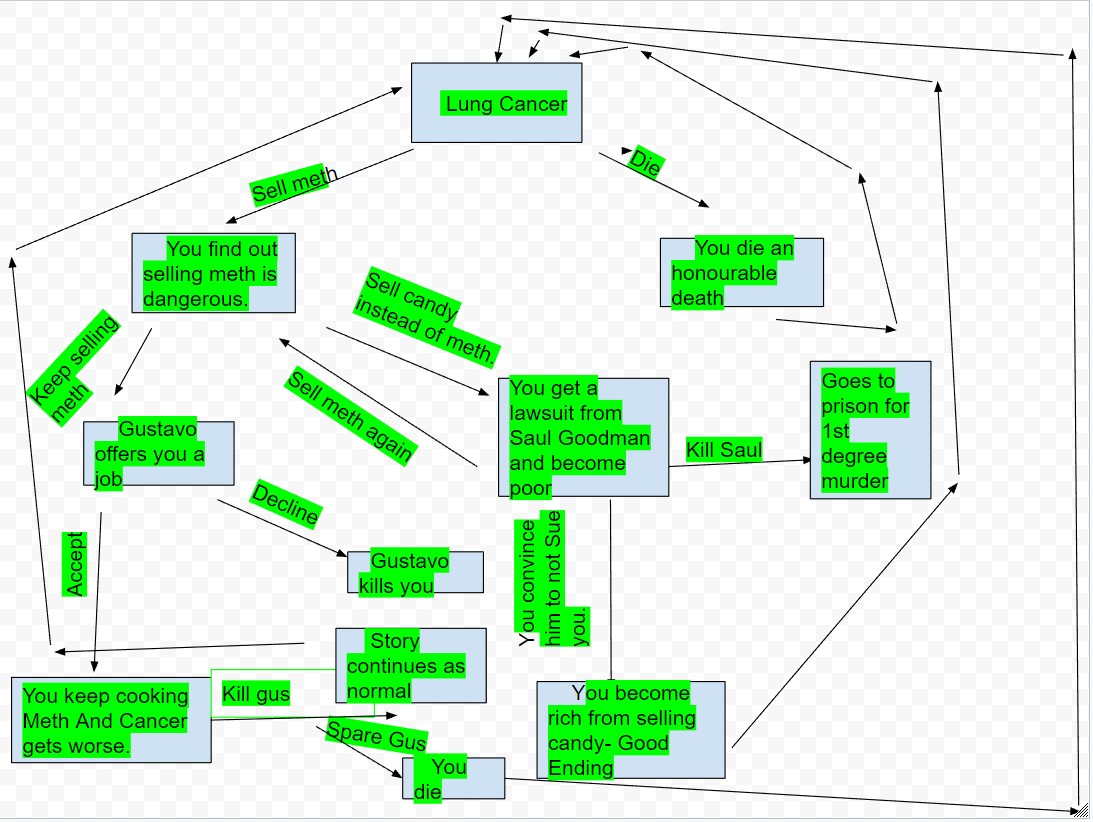 Lung Cancer
Sell meth
Die
You find out
selling meth is
dangerous.
You die an
honourable
death
Sell candy
instead of meth.
Keep selling
meth
Sell meth again
You get a
lawsuit from
Saul Goodman
and become
poor
Kill Saul
Goes to
prison for
1st
degree
murder
Gustavo
offers you a
job
Decline
Accept
Gustavo
kills you
You convince
him to not Sue
you.
Story
continues as
normal
You keep cooking
Meth And Cancer
gets worse.
Kill gus
Spare Gus
You
die
You become
rich from selling
candy- Good
Ending